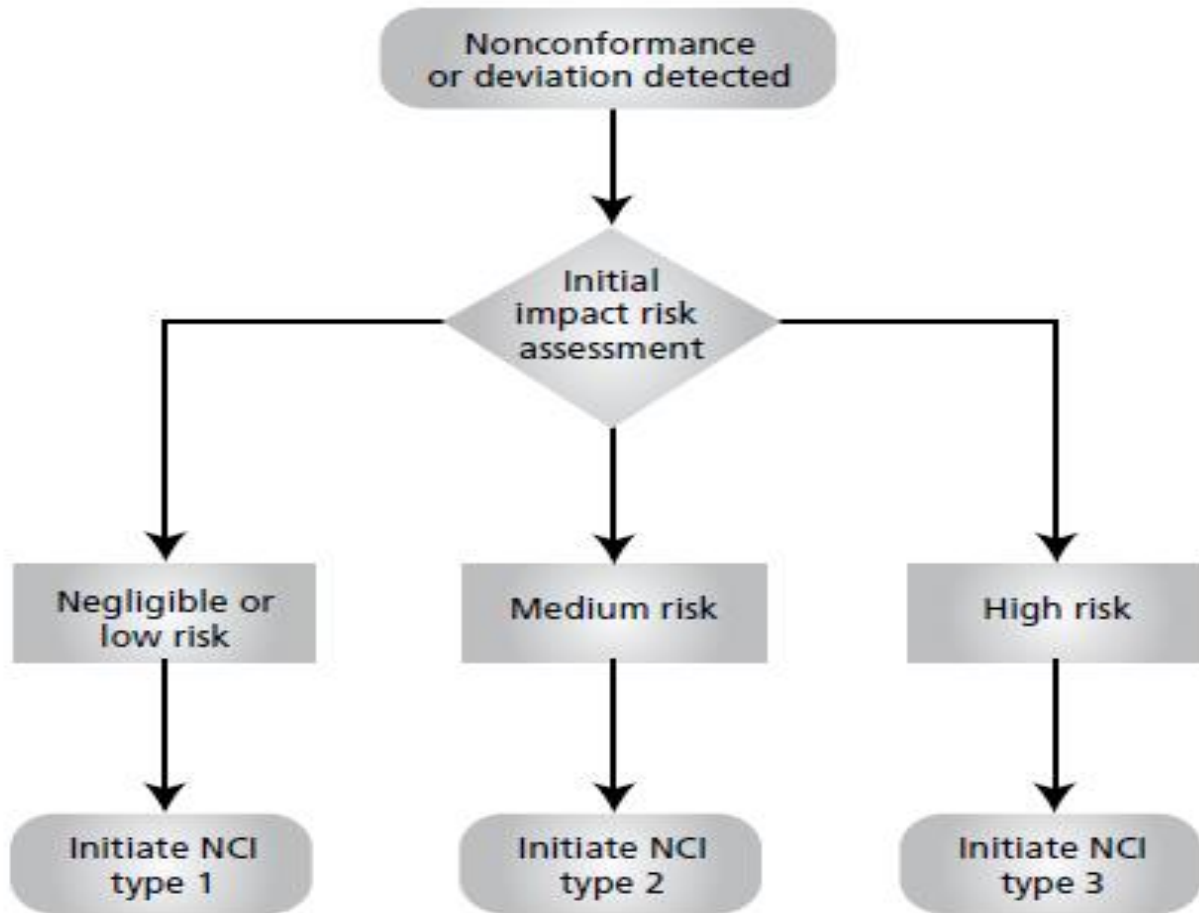 Nonconformance
or deviation detected
Initial
impact risk
assessment
Negligible or
low risk
Medium risk
High risk
Initiate NCI
type 1
Initiate NCI
type 2
Initiate NCI
type 3